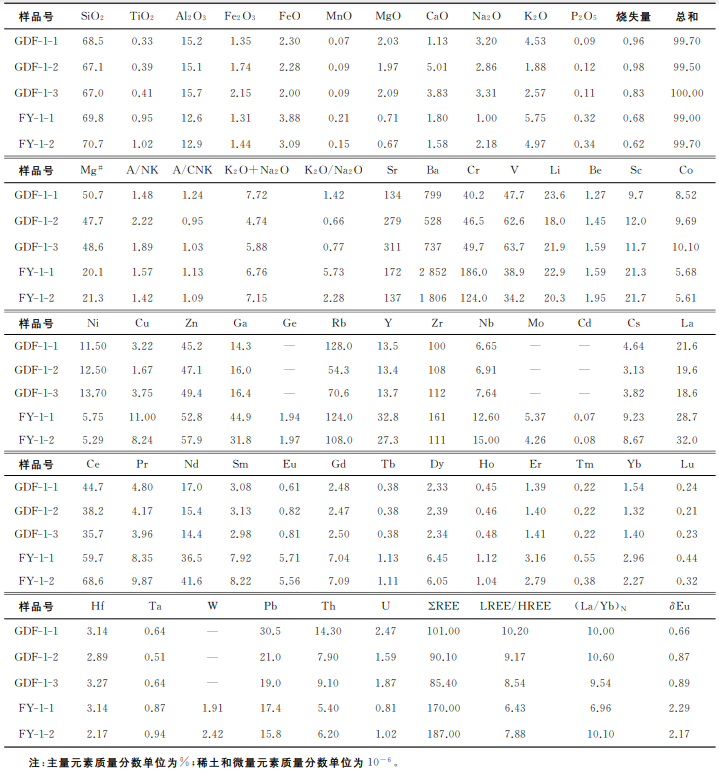 样品号 SiO₂ TiO₂ Al₂O₃ Fe₂O₃ FeO MnO MgO CaO Na₂O K₂O P₂O₅ 烧失量 总和
GDF-1-1 68.5 0.33 15.2 1.35 2.30 0.07 2.03 1.13 3.20 4.53 0.09 0.96 99.70
GDF-1-2 67.1 0.39 15.1 1.74 2.28 0.09 1.97 5.01 2.86 1.88 0.12 0.98 99.50
GDF-1-3 67.0 0.41 15.7 2.15 2.00 0.09 2.09 3.83 3.31 2.57 0.11 0.83 100.00
FY-1-1 69.8 0.95 12.6 1.31 3.88 0.21 0.71 1.80 1.00 5.75 0.32 0.68 99.00
FY-1-2 70.7 1.02 12.9 1.44 3.09 0.15 0.67 1.58 2.18 4.97 0.34 0.62 99.70
样品号 Mg# A/NK A/CNK K₂O+Na₂O K₂O/Na₂O Sr Ba Cr V Li Be Sc Co
GDF-1-1 50.7 1.48 1.24 7.72 1.42 134 799 40.2 47.7 23.6 1.27 9.7 8.52
GDF-1-2 47.7 2.22 0.95 4.74 0.66 279 528 46.5 62.6 18.0 1.45 12.0 9.69
GDF-1-3 48.6 1.89 1.03 5.88 0.77 311 737 49.7 63.7 21.9 1.59 11.7 10.10
FY-1-1 20.1 1.57 1.13 6.76 5.73 172 2 852 186.0 38.9 22.9 1.59 21.3 5.68
FY-1-2 21.3 1.42 1.09 7.15 2.28 137 1 806 124.0 34.2 20.3 1.95 21.7 5.61
样品号 Ni Cu Zn Ga Ge Rb Y Zr Nb Mo Cd Cs La
GDF-1-1 11.50 3.22 45.2 14.3 — 128.0 13.5 100 6.65 — — 4.64 21.6
GDF-1-2 12.50 1.67 47.1 16.0 — 54.3 13.4 108 6.91 — — 3.13 19.6
GDF-1-3 13.70 3.75 49.4 16.4 — 70.6 13.7 112 7.64 — — 3.82 18.6
FY-1-1 5.75 11.00 52.8 44.9 1.94 124.0 32.8 161 12.60 5.37 0.07 9.23 28.7
FY-1-2 5.29 8.24 57.9 31.8 1.97 108.0 27.3 111 15.00 4.26 0.08 8.67 32.0
样品号 Ce Pr Nd Sm Eu Gd Tb Dy Ho Er Tm Yb Lu
GDF-1-1 44.7 4.80 17.0 3.08 0.61 2.48 0.38 2.33 0.45 1.39 0.22 1.54 0.24
GDF-1-2 38.2 4.17 15.4 3.13 0.82 2.47 0.38 2.39 0.46 1.40 0.22 1.32 0.21
GDF-1-3 35.7 3.96 14.4 2.98 0.81 2.50 0.38 2.34 0.48 1.41 0.22 1.40 0.23
FY-1-1 59.7 8.35 36.5 7.92 5.71 7.04 1.13 6.45 1.12 3.16 0.55 2.96 0.44
FY-1-2 68.6 9.87 41.6 8.22 5.56 7.09 1.11 6.05 1.04 2.79 0.38 2.27 0.32
样品号 Hf Ta W Pb Th U ΣREE LREE/HREE (La/Yb)N ∂Eu
GDF-1-1 3.14 0.64 — 30.5 14.30 2.47 101.00 10.20 10.00 0.66
GDF-1-2 2.89 0.51 — 21.0 7.90 1.59 90.10 9.17 10.60 0.87
GDF-1-3 3.27 0.64 — 19.0 9.10 1.87 85.40 8.54 9.54 0.89
FY-1-1 3.14 0.87 1.91 17.4 5.40 0.81 170.00 6.43 6.96 2.29
FY-1-2 2.17 0.94 2.42 15.8 6.20 1.02 187.00 7.88 10.10 2.17
注:主量元素质量分数单位为%;稀土和微量元素质量分数单位为 10⁻⁶。